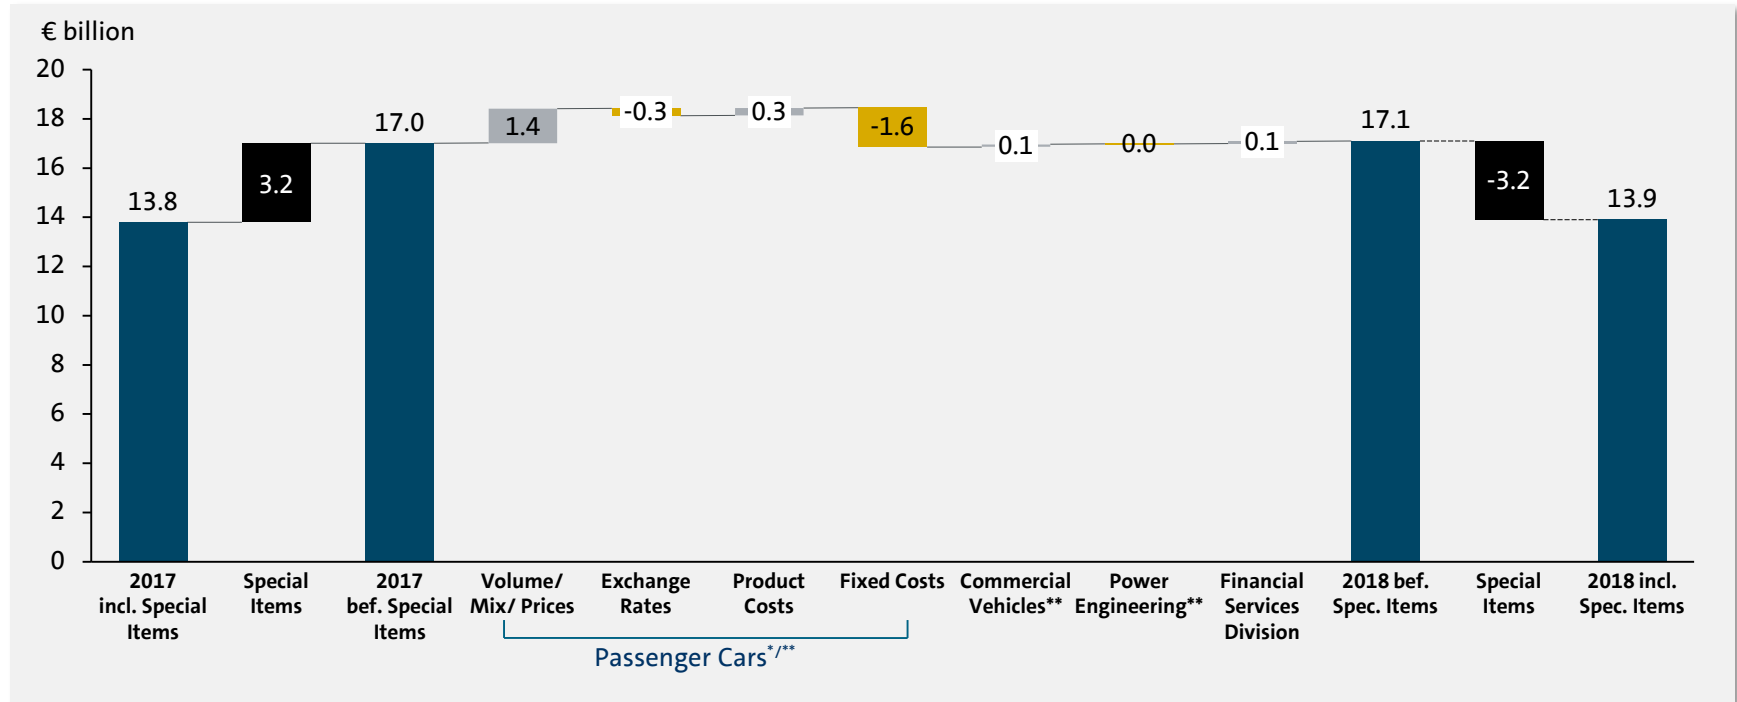 € billion
20
18
16
14
12
10
8
6
4
2
0
13.8
3.2
17.0
1.4
-0.3
0.3
-1.6
0.1
0.0
0.1
17.1
-3.2
13.9
2017
incl. Special
Items
Special
Items
2017
bef. Special
Items
Volume/
Mix/ Prices
Exchange
Rates
Product
Costs
Fixed Costs
Commercial
Vehicles**
Power
Engineering**
Financial
Services
Division
2018 bef.
Spec. Items
Special
Items
2018 incl.
Spec. Items
Passenger Cars*/**